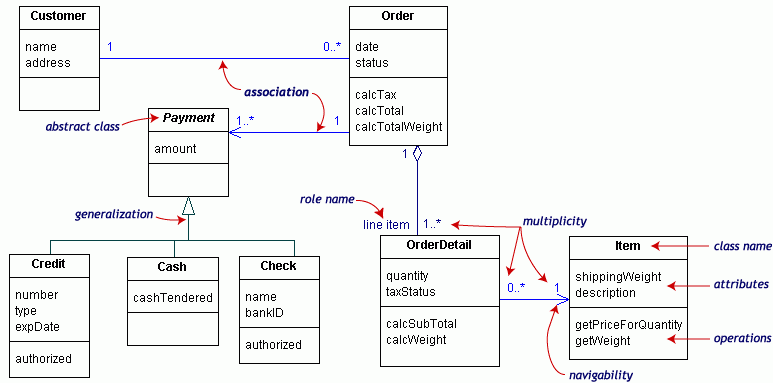 Customer
name
address
1
0..*
Order
date
status
calcTax
calcTotal
calcTotalWeight
association
abstract class
Payment
amount
1..*
1
1
generalization
role name
line item
1..*
multiplicity
Credit
number
type
expDate
authorized
Cash
cashTendered
Check
name
bankID
authorized
OrderDetail
quantity
taxStatus
calcSubTotal
calcWeight
0..*
1
Item
shippingWeight
description
getPriceForQuantity
getWeight
class name
attributes
operations
navigability